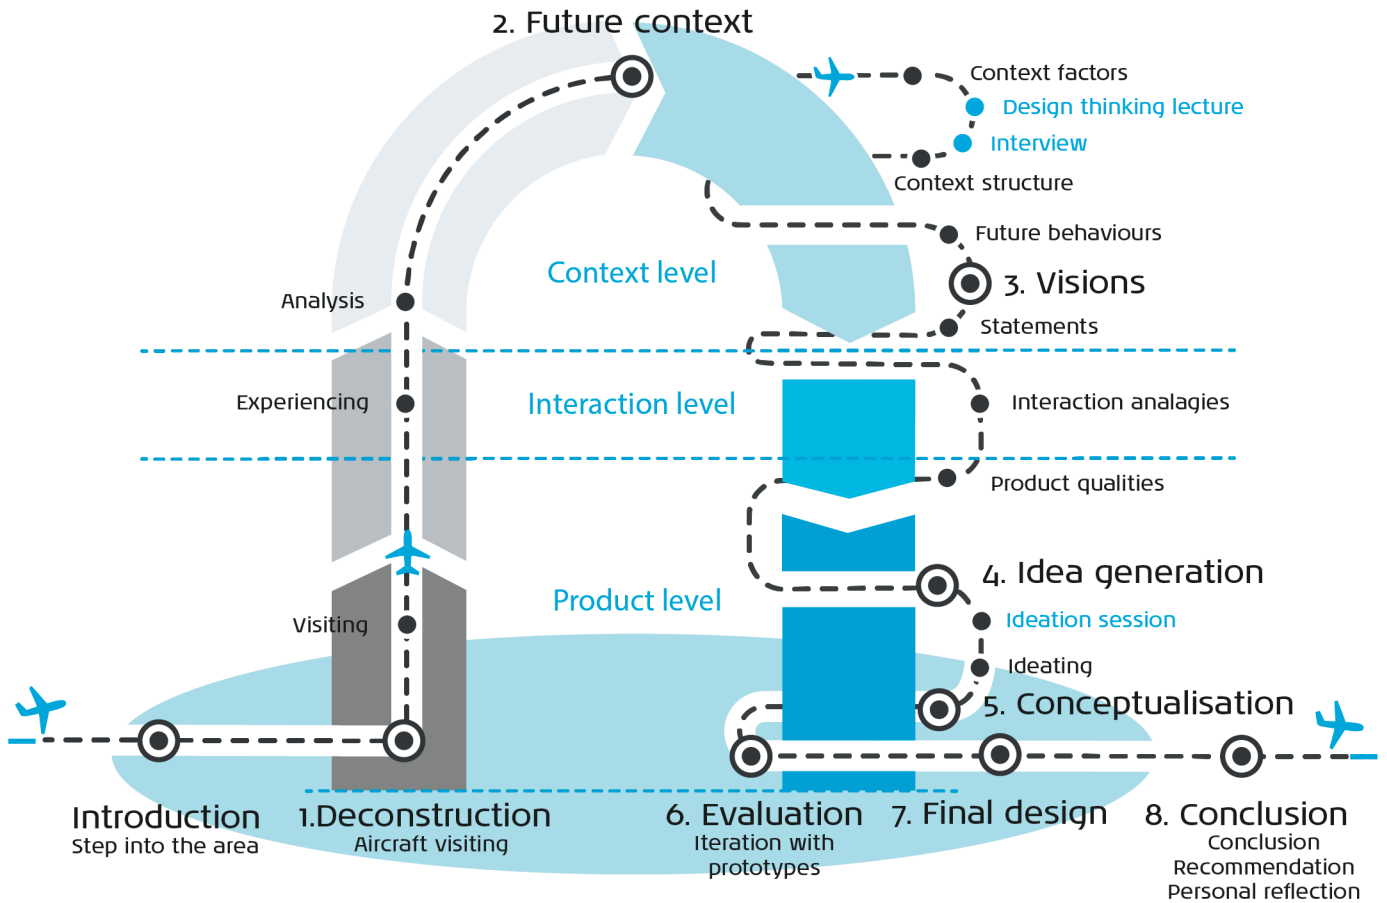 2. Future context
Context factors
Design thinking lecture
Interview
Context structure
Future behaviours
Context level
3. Visions
Analysis
Statements
Experiencing
Interaction level
Interaction analagies
Product qualities
4. Idea generation
Product level
Ideation session
Visiting
Ideating
5. Conceptualisation
Introduction
Step into the area
1.Deconstruction
Aircraft visiting
6. Evaluation
Iteration with
prototypes
7. Final design
8. Conclusion
Conclusion
Recommendation
Personal reflection